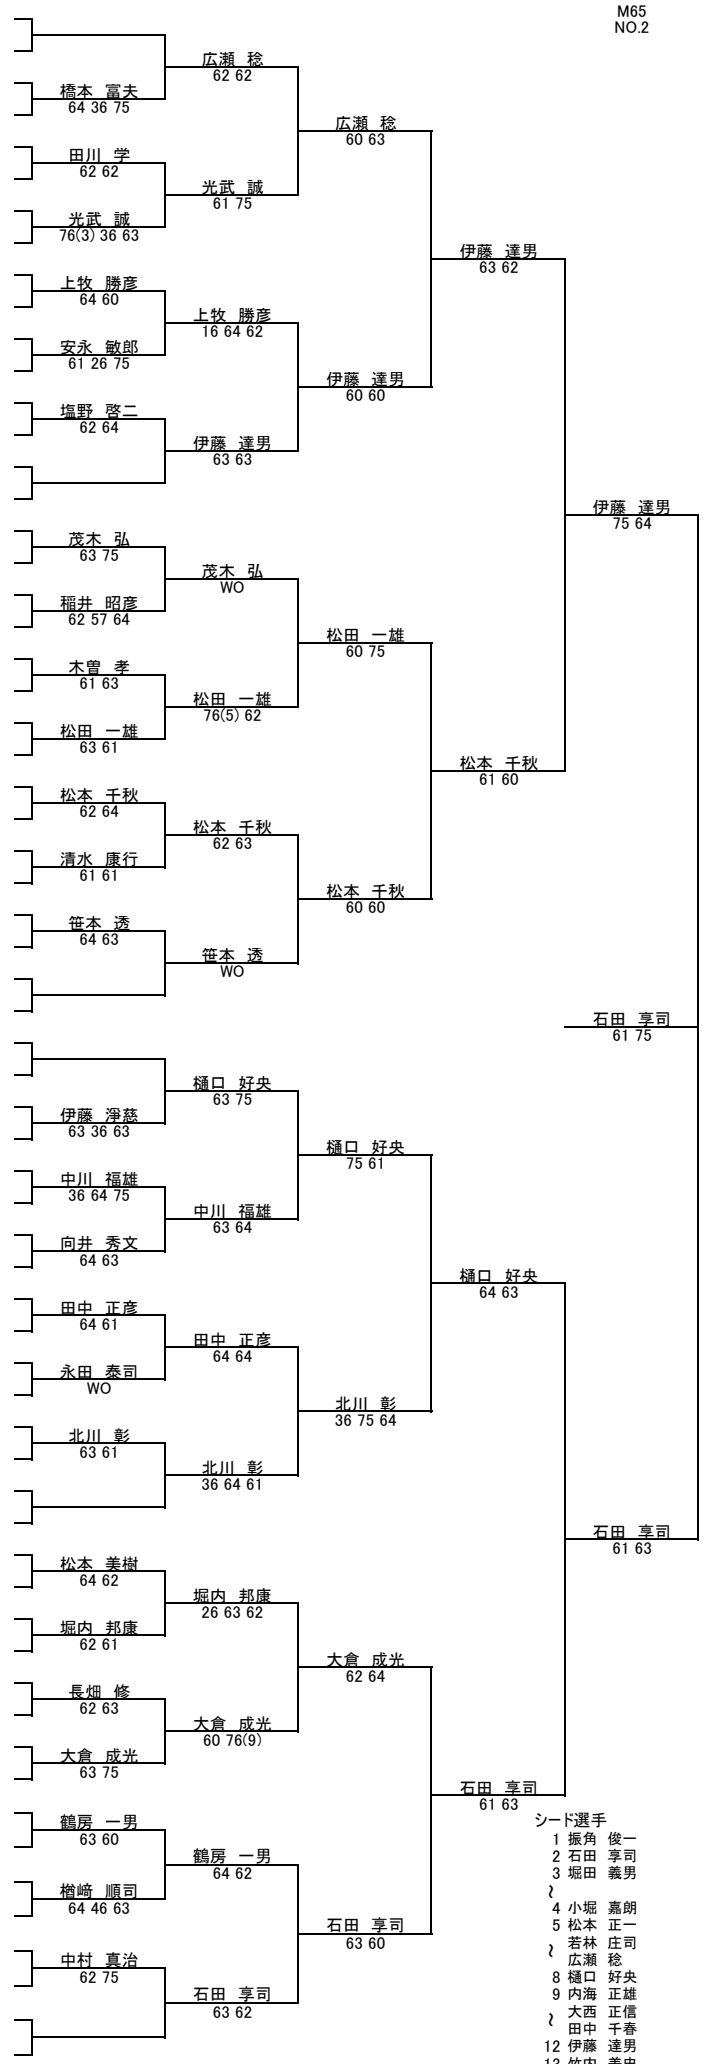 M65
NO.2
広瀬 稔
62 62
橋本 富夫
64 36 75
広瀬 稔
60 63
田川 学
62 62
光武 誠
61 75
光武 誠
76(3) 36 63
伊藤 達男
63 62
上牧 勝彦
64 60
上牧 勝彦
16 64 62
安永 敏郎
61 26 75
伊藤 達男
60 60
塩野 啓二
62 64
伊藤 達男
63 63
伊藤 達男
75 64
茂木 弘
63 75
茂木 弘
WO
稲井 昭彦
62 57 64
松田 一雄
60 75
木曽 孝
61 63
松田 一雄
76(5) 62
松田 一雄
63 61
松本 千秋
61 60
松本 千秋
62 64
松本 千秋
62 63
清水 康行
61 61
松本 千秋
60 60
笹本 透
64 63
笹本 透
WO
石田 享司
61 75
樋口 好央
63 75
伊藤 淨慈
63 36 63
樋口 好央
75 61
中川 福雄
36 64 75
中川 福雄
63 64
向井 秀文
64 63
樋口 好央
64 63
田中 正彦
64 61
田中 正彦
64 64
永田 泰司
WO
北川 彰
36 75 64
北川 彰
63 61
北川 彰
36 64 61
石田 享司
61 63
松本 美樹
64 62
堀内 邦康
26 63 62
堀内 邦康
62 61
大倉 成光
62 64
長畑 修
62 63
大倉 成光
60 76(9)
大倉 成光
63 75
石田 享司
61 63
鶴房 一男
63 60
鶴房 一男
64 62
楢﨑 順司
64 46 63
石田 享司
63 60
中村 真治
62 75
石田 享司
63 62
シード選手
1 振角 俊一
2 石田 享司
3 堀田 義男
~
4 小堀 嘉朗
5 松本 正一
~ 若林 庄司
広瀬 稔
8 樋口 好央
9 内海 正雄
~ 大西 正信
田中 千春
12 伊藤 達男